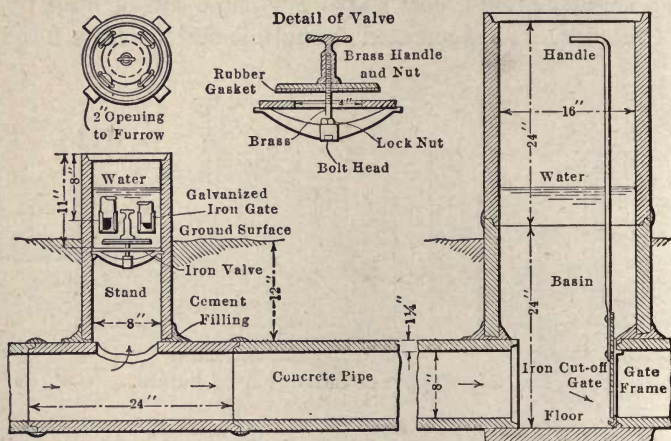 Detail of Valve
Brass Handle
and Nut
Rubber
Gasket
4"
Brass
Lock Nut
Bolt Head
2" Opening
to Furrow
Handle
16"
24"
Water
Basin
24"
Iron Cut-off
Gate
Gate
Frame
Floor
Water
8"
11"
Galvanized
Iron Gate
Ground Surface
Iron Valve
Stand
Cement
Filling
8"
12"
1¼"
8"
Concrete Pipe
24"